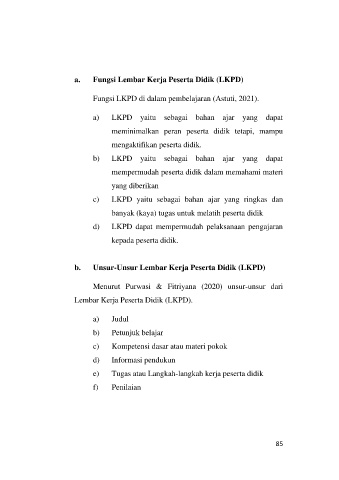 a. Fungsi Lembar Kerja Peserta Didik (LKPD)
Fungsi LKPD di dalam pembelajaran (Astuti, 2021).
a) LKPD yaitu sebagai bahan ajar yang dapat
meminimalkan peran peserta didik tetapi, mampu
mengaktifikan peserta didik.
b) LKPD yaitu sebagai bahan ajar yang dapat
mempermudah peserta didik dalam memahami materi
yang diberikan
c) LKPD yaitu sebagai bahan ajar yang ringkas dan
banyak (kaya) tugas untuk melatih peserta didik
d) LKPD dapat mempermudah pelaksanaan pengajaran
kepada peserta didik.
b. Unsur-Unsur Lembar Kerja Peserta Didik (LKPD)
Menurut Purwasi & Fitriyana (2020) unsur-unsur dari
Lembar Kerja Peserta Didik (LKPD).
a) Judul
b) Petunjuk belajar
c) Kompetensi dasar atau materi pokok
d) Informasi pendukun
e) Tugas atau Langkah-langkah kerja peserta didik
f) Penilaian
85